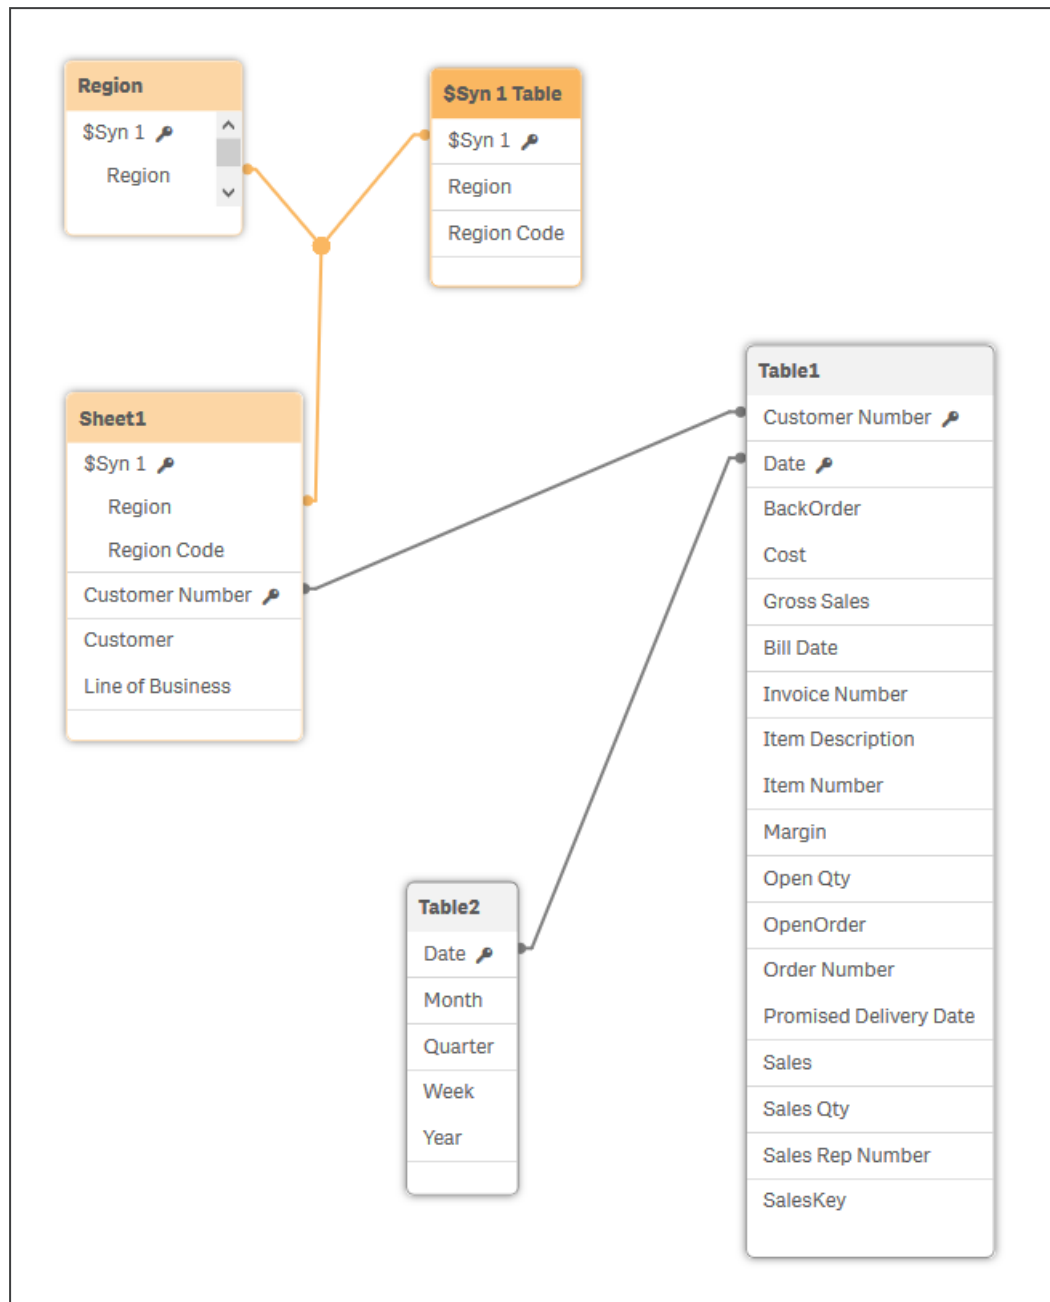 Region
$Syn 1
Region
$Syn 1 Table
$Syn 1
Region
Region Code
Sheet1
$Syn 1
Region
Region Code
Customer Number
Customer
Line of Business
Table1
Customer Number
Date
BackOrder
Cost
Gross Sales
Bill Date
Invoice Number
Item Description
Item Number
Margin
Open Qty
OpenOrder
Order Number
Promised Delivery Date
Sales
Sales Qty
Sales Rep Number
SalesKey
Table2
Date
Month
Quarter
Week
Year